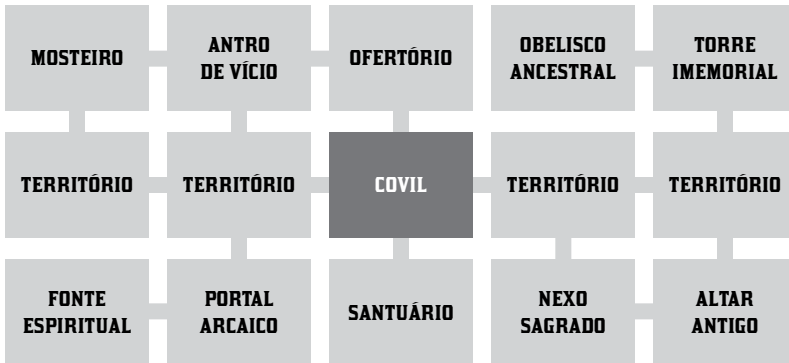 MOSTEIRO
ANTRO
DE VÍCIO
OFERTÓRIO
OBELISCO
ANCESTRAL
TORRE
IMEMORIAL
TERRITÓRIO
TERRITÓRIO
COVIL
TERRITÓRIO
TERRITÓRIO
FONTE
ESPIRITUAL
PORTAL
ARCAICO
SANTUÁRIO
NEXO
SAGRADO
ALTAR
ANTIGO